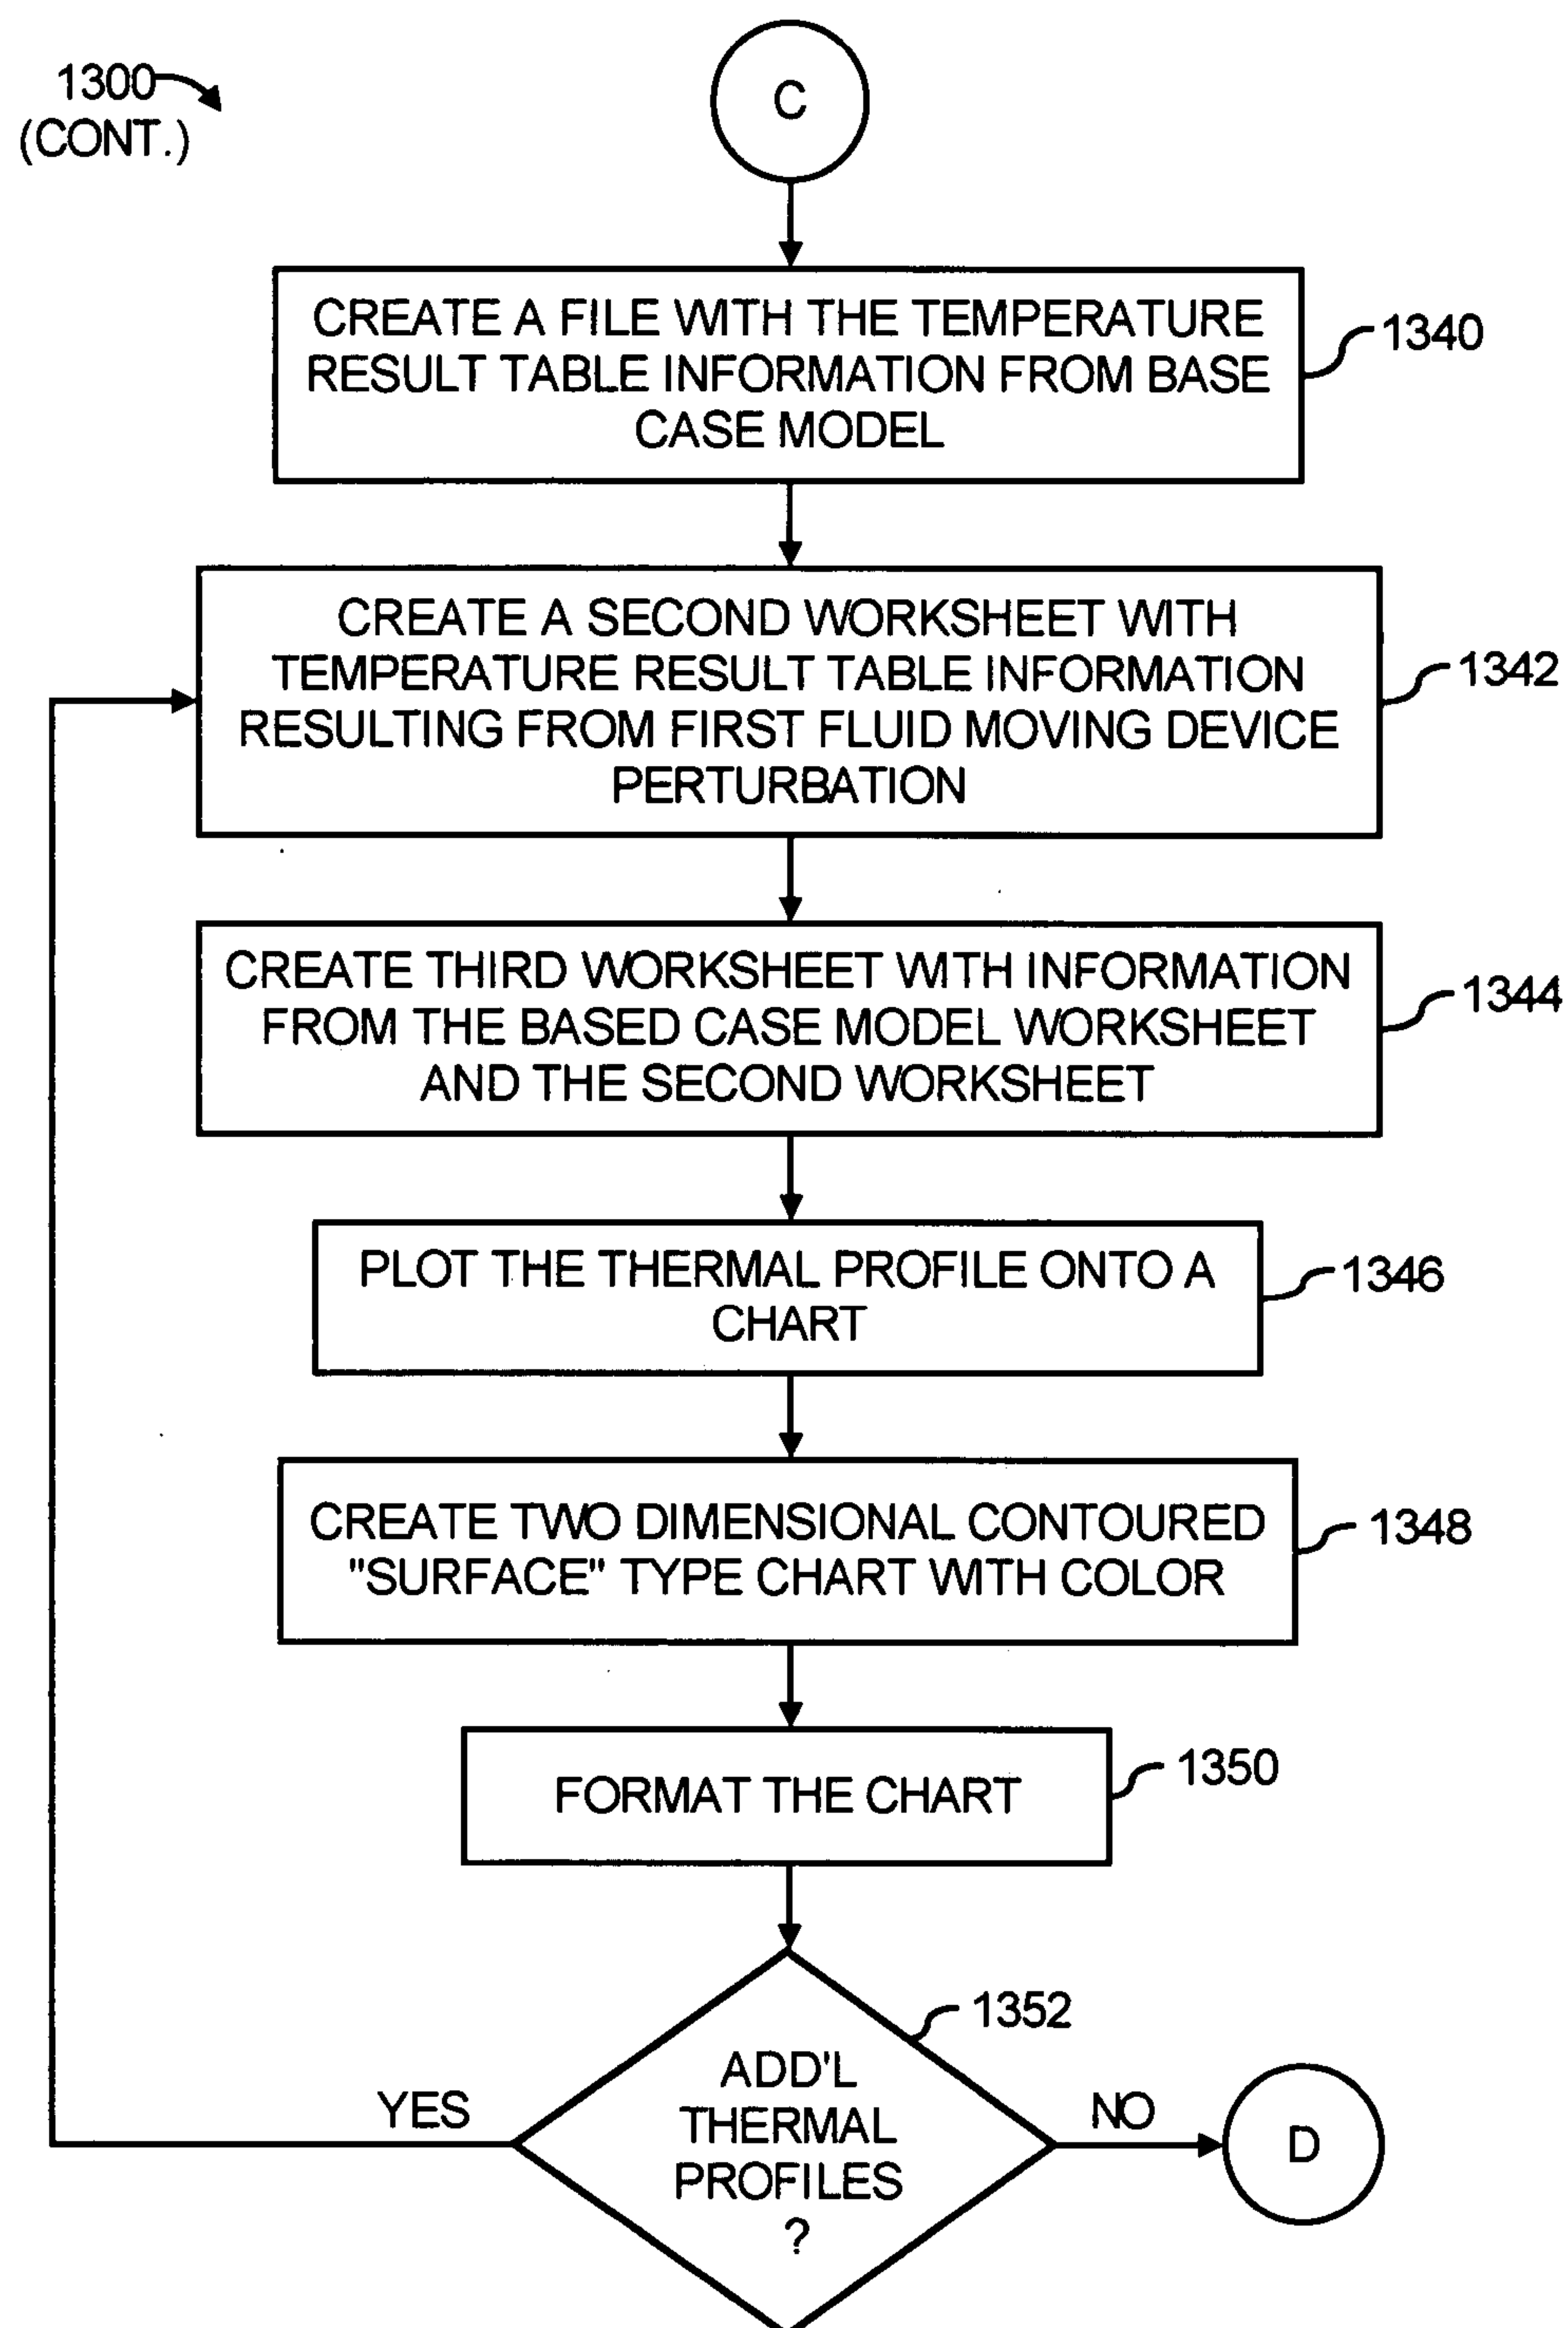 1300
(CONT.)
C
CREATE A FILE WITH THE TEMPERATURE
RESULT TABLE INFORMATION FROM BASE
CASE MODEL
1340
CREATE A SECOND WORKSHEET WITH
TEMPERATURE RESULT TABLE INFORMATION
RESULTING FROM FIRST FLUID MOVING DEVICE
PERTURBATION
1342
CREATE THIRD WORKSHEET WITH INFORMATION
FROM THE BASED CASE MODEL WORKSHEET
AND THE SECOND WORKSHEET
1344
PLOT THE THERMAL PROFILE ONTO A
CHART
1346
CREATE TWO DIMENSIONAL CONTOURED
"SURFACE" TYPE CHART WITH COLOR
1348
FORMAT THE CHART
1350
1352
ADD'L
THERMAL
PROFILES
?
YES
NO
D